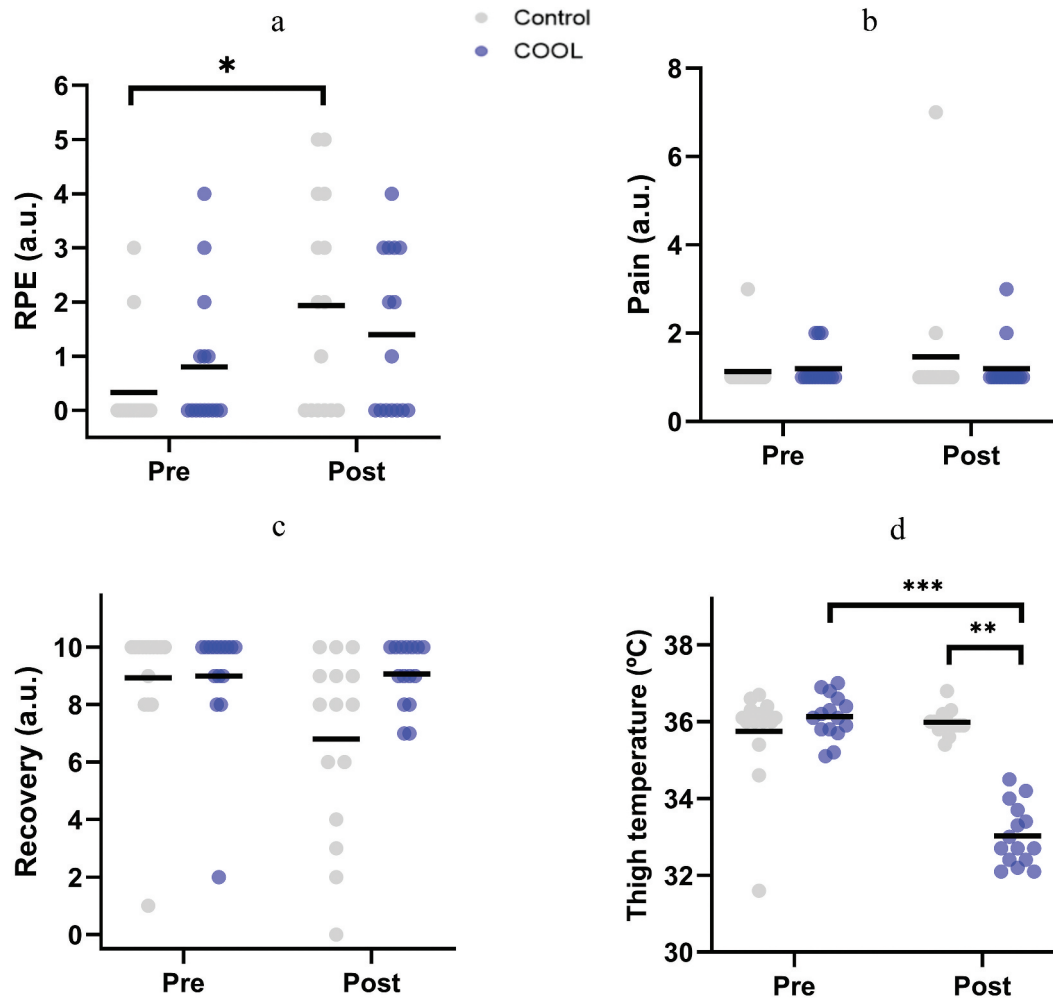 a
Control
COOL
b
*
RPE (a.u.)
6
5
4
3
2
1
0
Pre
Post
Pain (a.u.)
8
6
4
2
0
Pre
Post
c
d
Recovery (a.u.)
10
8
6
4
2
0
Pre
Post
***
**
Thigh temperature (ºC)
38
36
34
32
30
Pre
Post